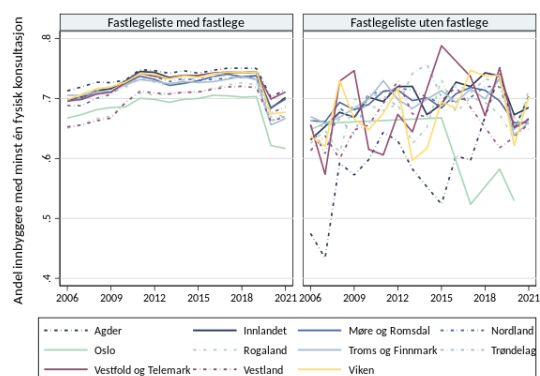 Fastlegeliste med fastlege Fastlegeliste uten fastlege
Andel innbyggere med minst én fysisk konsultasjon
.8
.7
.6
.5
.4
2006 2009 2012 2015 2018 2021 2006 2009 2012 2015 2018 2021
Agder Innlandet Møre og Romsdal Nordland
Oslo Rogaland Troms og Finnmark Trøndelag
Vestfold og Telemark Vestland Viken